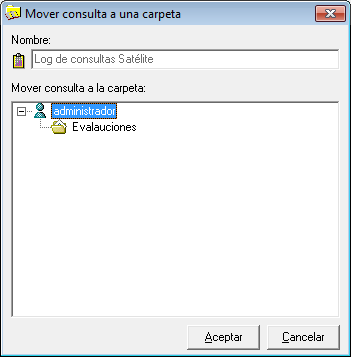 Mover consulta a una carpeta
Nombre:
Log de consultas Satélite
Mover consulta a la carpeta:
administrador
Evalauciones
Aceptar
Cancelar